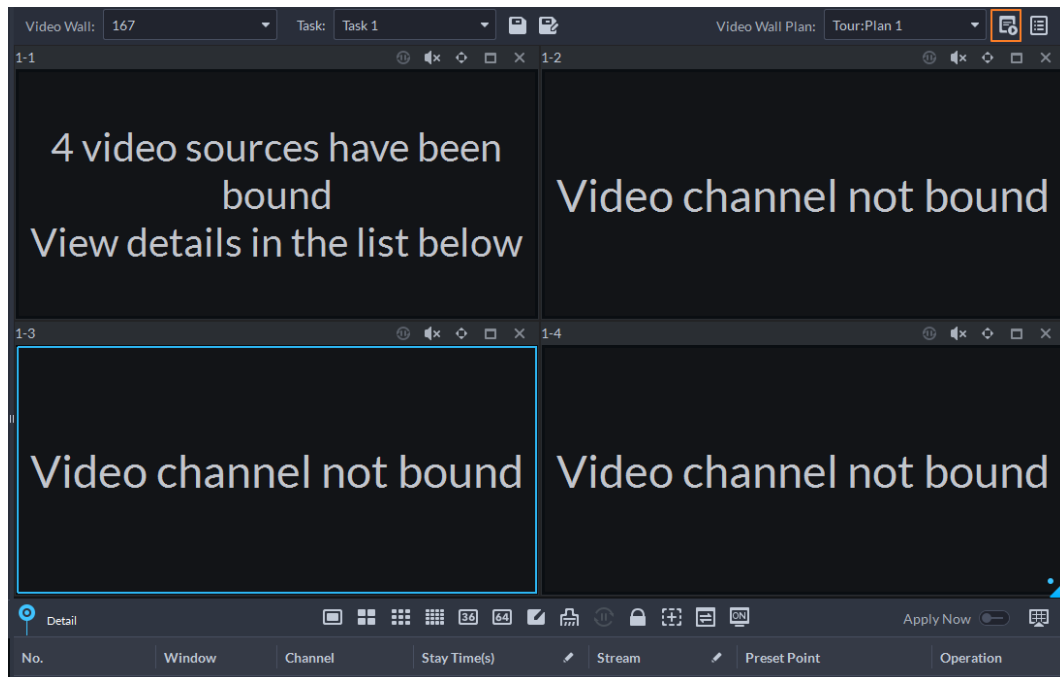 Video Wall: 167 Task: Task 1 Video Wall Plan: Tour:Plan 1
1-1
4 video sources have been
bound
View details in the list below
1-2
Video channel not bound
1-3
Video channel not bound
1-4
Video channel not bound
Detail 36 64 ON Apply Now
No. Window Channel Stay Time(s) Stream Preset Point Operation